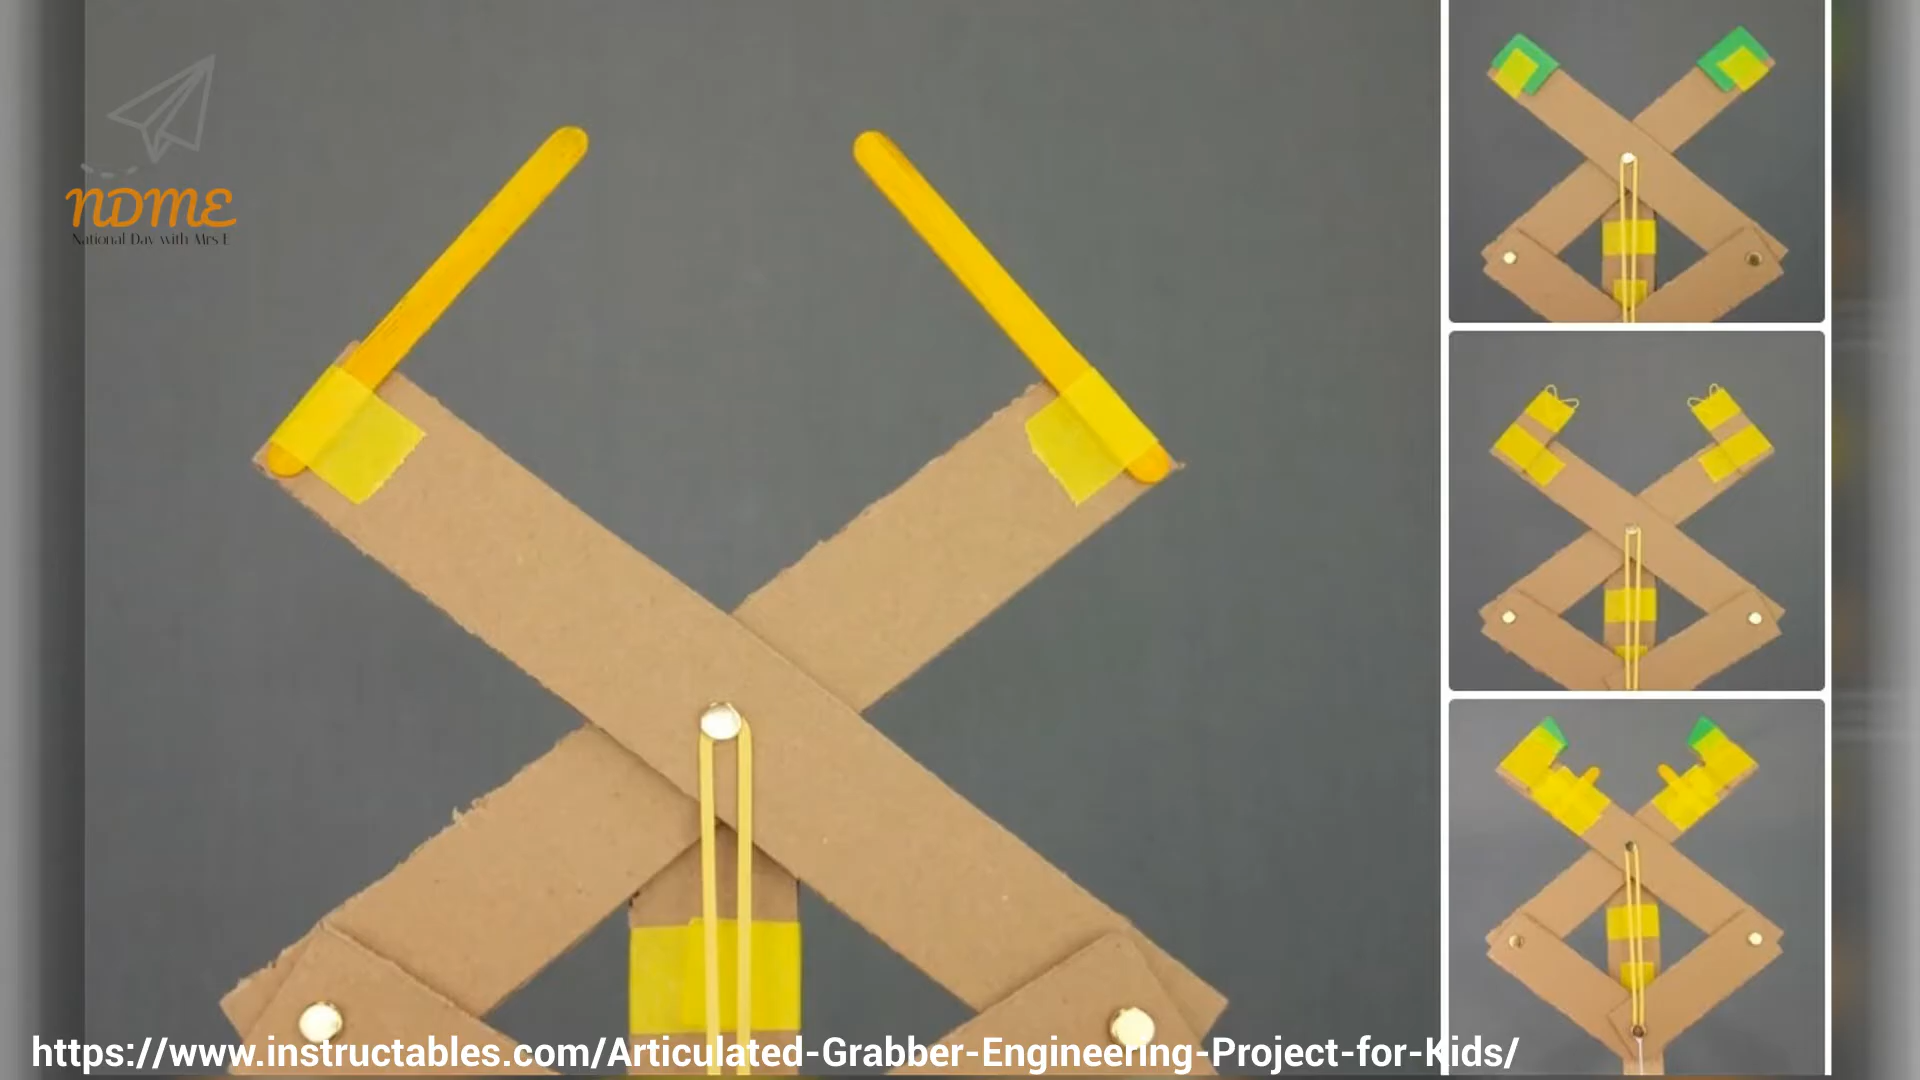 NDME
National Day with Mrs E
https://www.instructables.com/Articulated-Grabber-Engineering-Project-for-Kids/